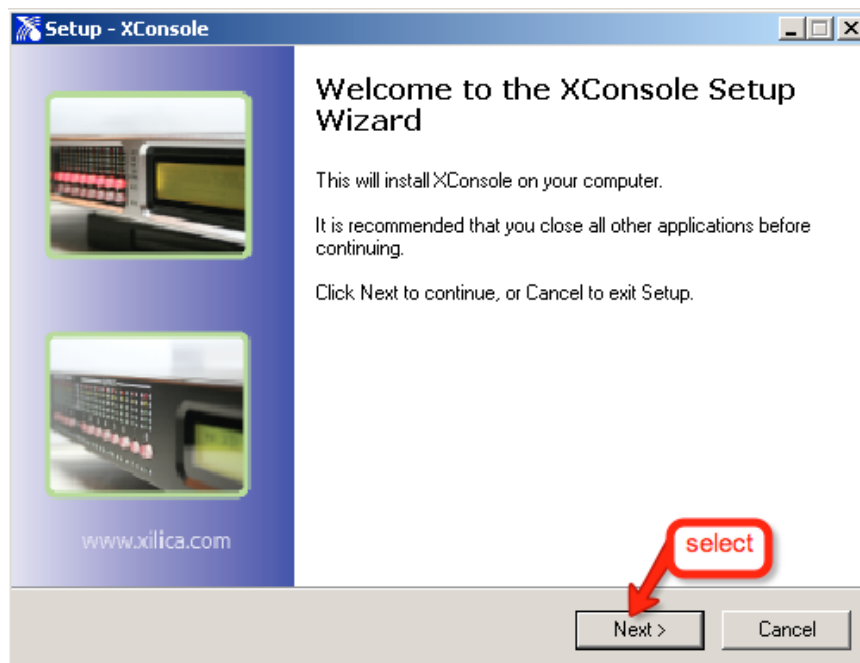 Setup - XConsole
Welcome to the XConsole Setup
Wizard
This will install XConsole on your computer.
It is recommended that you close all other applications before
continuing.
Click Next to continue, or Cancel to exit Setup.
www.xilica.com
select
Next >
Cancel